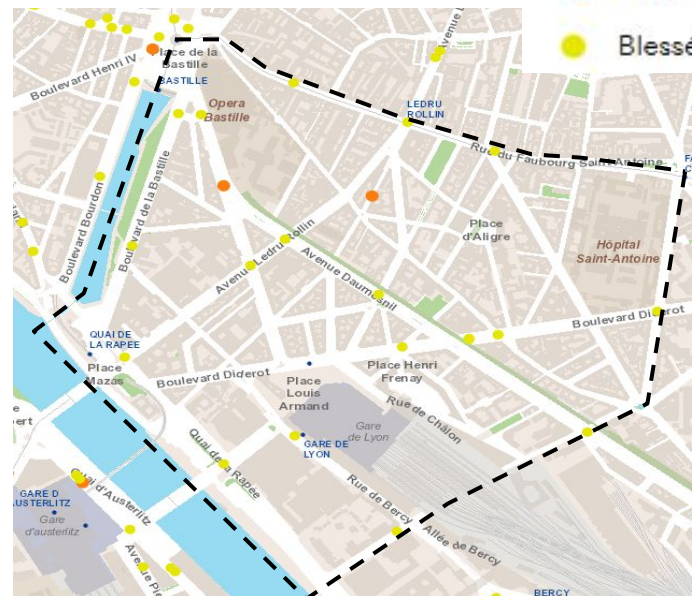 Blessé
Boulevard Henri IV
Place de la
Bastille
BASTILLE
Opera
Bastille
LEDRU
ROLLIN
Rue du Faubourg Saint-Antoine
Boulevard Bourdon
Boulevard de la Bastille
Avenue Ledru Rollin
Place
d'Aligre
Hôpital
Saint-Antoine
Avenue Daumesnil
QUAI DE
LA RAPEE
Place
Mazas
Boulevard Diderot
Boulevard Diderot
Place
Louis
Armand
Place Henri
Frenay
Rue de Châlon
Gare
de Lyon
GARE DE
LYON
Quai de la Rapée
Rue de Bercy
Allée de Bercy
Quai d'Austerlitz
GARE D
AUSTERLITZ
Gare
d'austerlitz
Avenue Pie
BERCY